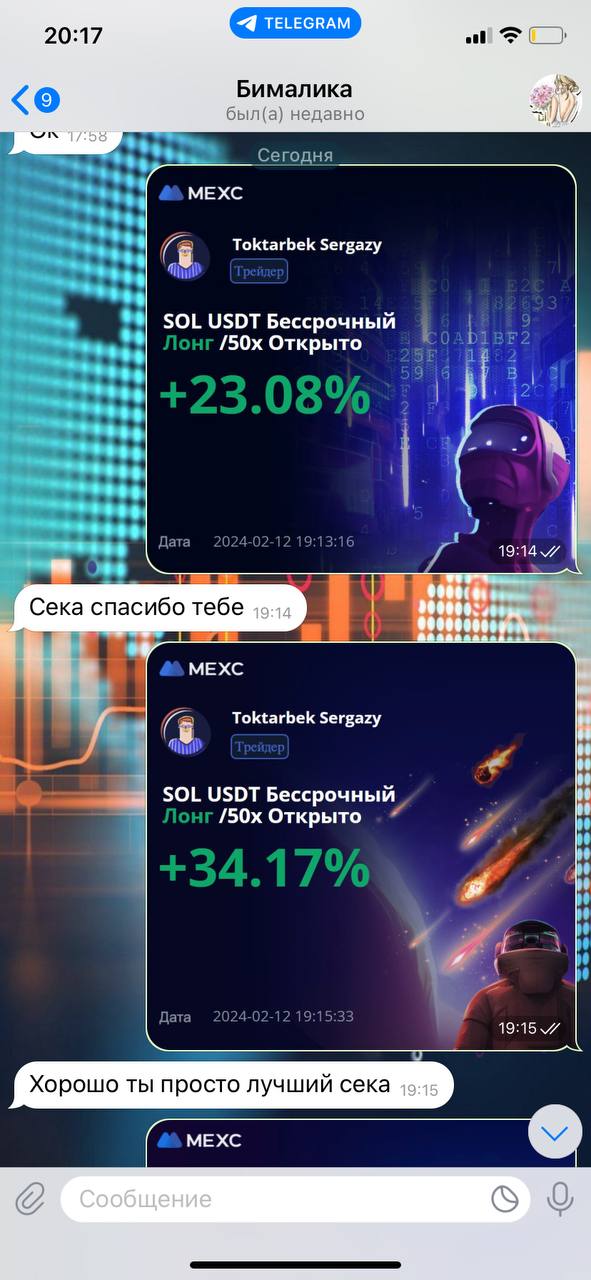 20:17
TELEGRAM
9
Бималика
был(а) недавно
Ок 17:58
Сегодня
MEXC
Toktarbek Sergazy
Трейдер
SOL USDT Бессрочный
Лонг /50x Открыто
+23.08%
Дата 2024-02-12 19:13:16
19:14
Сека спасибо тебе 19:14
MEXC
Toktarbek Sergazy
Трейдер
SOL USDT Бессрочный
Лонг /50x Открыто
+34.17%
Дата 2024-02-12 19:15:33
19:15
Хорошо ты просто лучший сека 19:15
MEXC
Сообщение